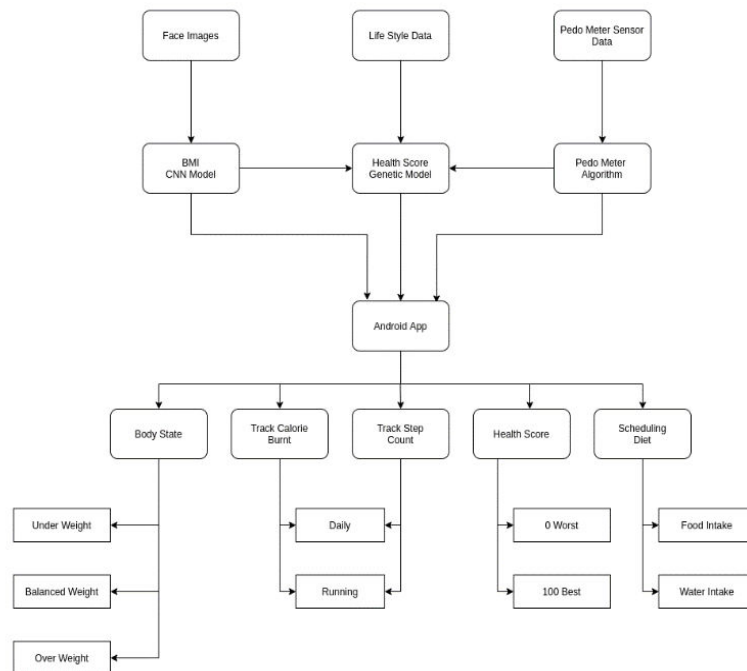 Face Images
Life Style Data
Pedo Meter Sensor
Data
BMI
CNN Model
Health Score
Genetic Model
Pedo Meter
Algorithm
Android App
Body State
Track Calorie
Burnt
Track Step
Count
Health Score
Scheduling
Diet
Under Weight
Daily
0 Worst
Food Intake
Balanced Weight
Running
100 Best
Water Intake
Over Weight